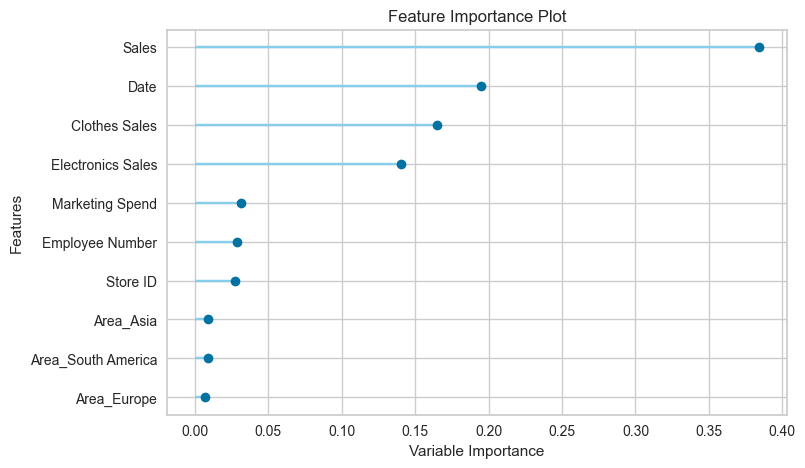 Feature Importance Plot
Sales
Date
Clothes Sales
Electronics Sales
Marketing Spend
Employee Number
Store ID
Area_Asia
Area_South America
Area_Europe
Features
0.00 0.05 0.10 0.15 0.20 0.25 0.30 0.35 0.40
Variable Importance